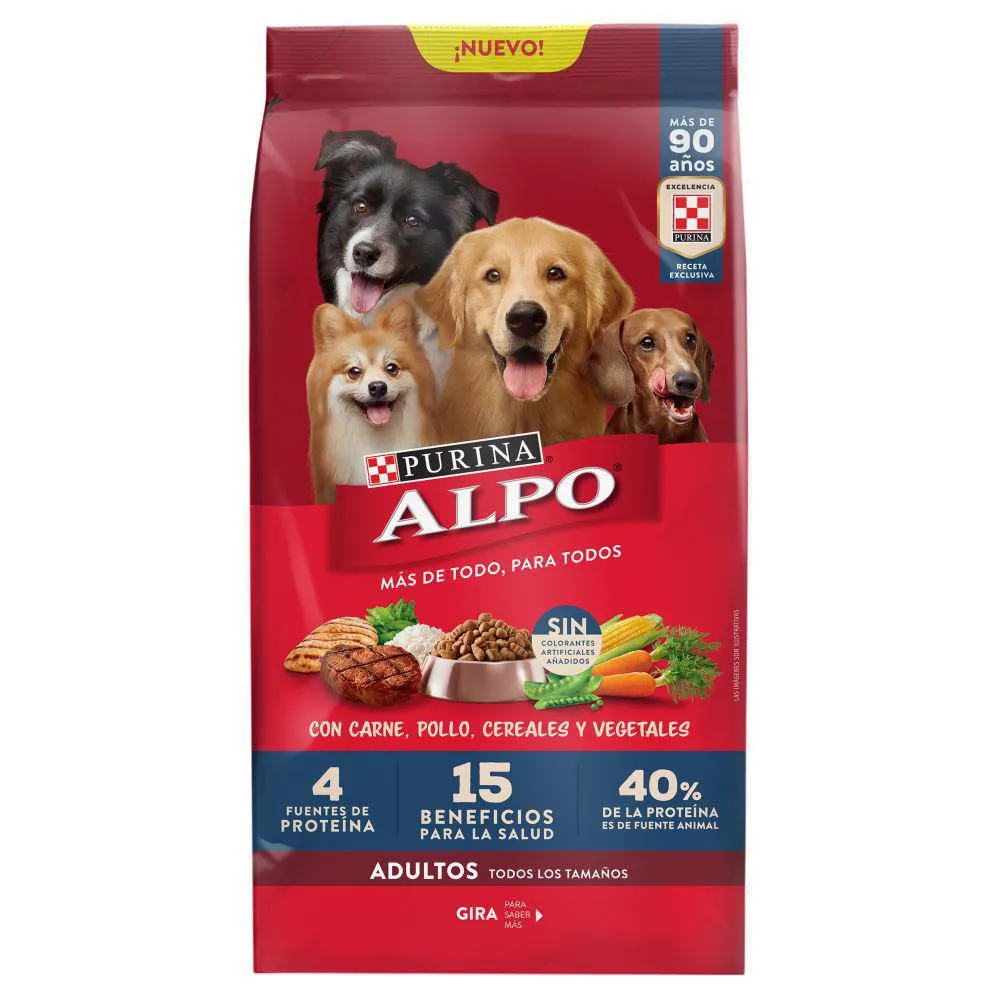 ¡NUEVO!
MÁS DE
90
años
EXCELENCIA
PURINA
RECETA
EXCLUSIVA
PURINA®
ALPO®
MÁS DE TODO, PARA TODOS
SIN
COLORANTES
ARTIFICIALES
AÑADIDOS
LAS IMÁGENES SON ILUSTRATIVAS
CON CARNE, POLLO, CEREALES Y VEGETALES
4
FUENTES DE
PROTEÍNA
15
BENEFICIOS
PARA LA SALUD
40%
DE LA PROTEÍNA
ES DE FUENTE ANIMAL
ADULTOS TODOS LOS TAMAÑOS
GIRA PARA
SABER
MÁS